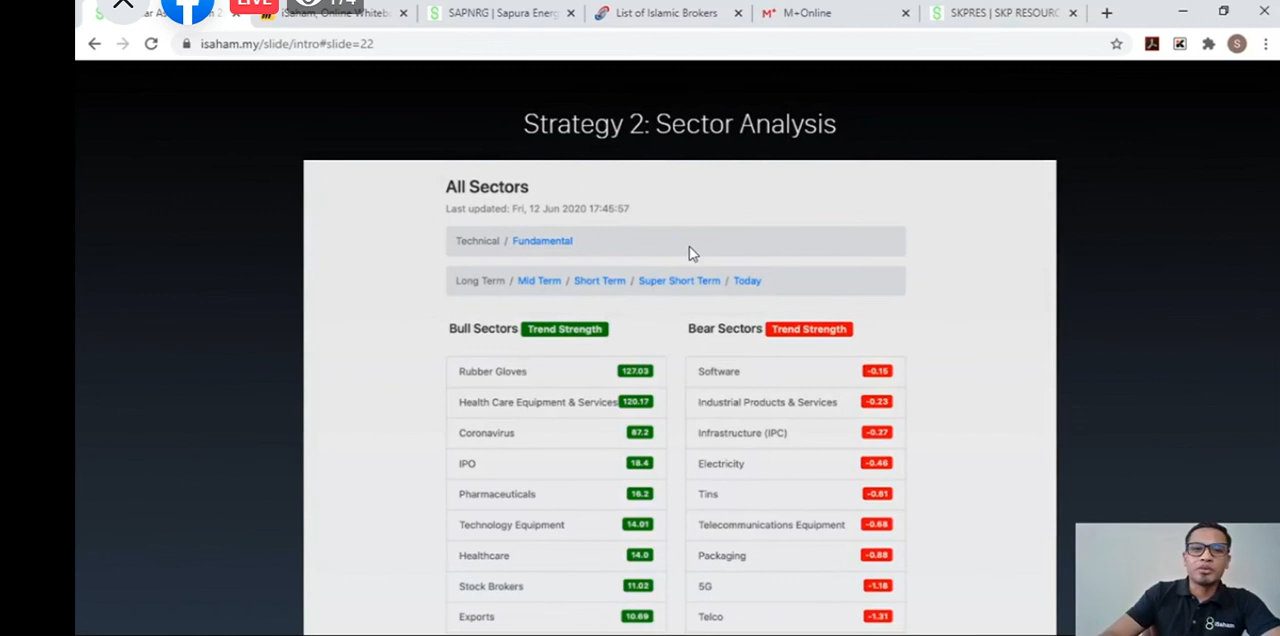 LIVE
174
iSaham, Online Whiteb
SAPNRG | Sapura Energ
List of Islamic Brokers
M+Online
SKPRES | SKP RESOURC
isaham.my/slide/intro#slide=22
S
Strategy 2: Sector Analysis
All Sectors
Last updated: Fri, 12 Jun 2020 17:45:57
Technical / Fundamental
Long Term / Mid Term / Short Term / Super Short Term / Today
Bull Sectors Trend Strength
Rubber Gloves 127.03
Health Care Equipment & Services 120.17
Coronavirus 87.2
IPO 18.4
Pharmaceuticals 16.2
Technology Equipment 14.01
Healthcare 14.0
Stock Brokers 11.02
Exports 10.69
Bear Sectors Trend Strength
Software -0.15
Industrial Products & Services -0.23
Infrastructure (IPC) -0.27
Electricity -0.46
Tins -0.61
Telecommunications Equipment -0.68
Packaging -0.88
5G -1.18
Telco -1.31
iSaham